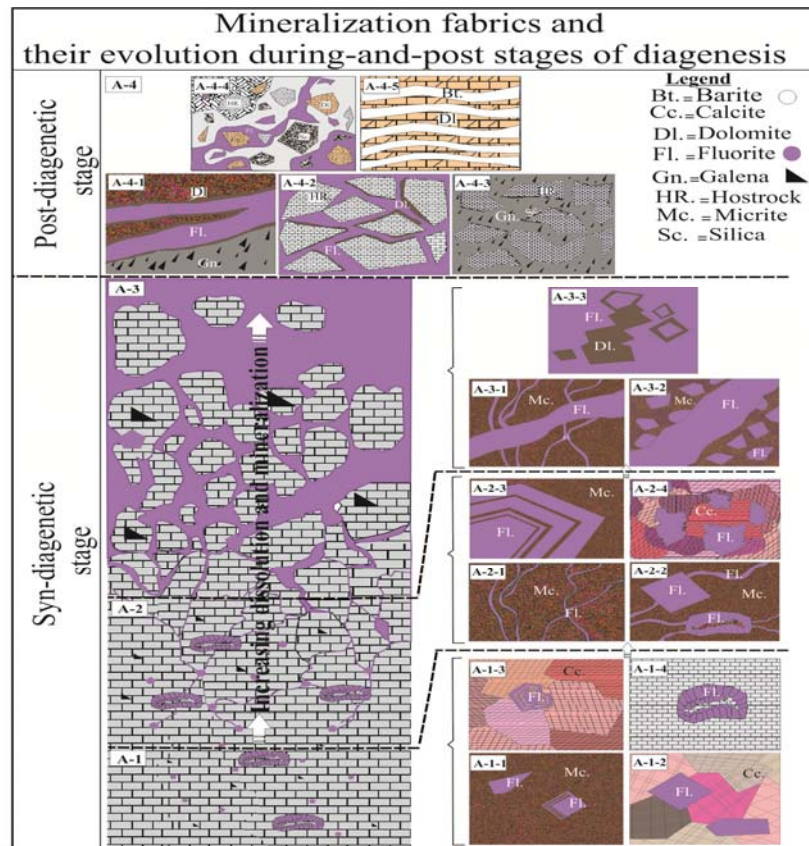 Mineralization fabrics and
their evolution during-and-post stages of diagenesis
Post-diagenetic
stage
A-4
A-4-4
HR.
Fl.
Dl.
A-4-5
Bt.
Dl
Legend
Bt.=Barite
Cc.=Calcite
Dl.=Dolomite
Fl.=Fluorite
Gn.=Galena
HR.=Hostrock
Mc.=Micrite
Sc.=Silica
A-4-1
Dl
Fl.
Gn.
A-4-2
HR.
Dl.
Fl.
A-4-3
HR.
Gn.
Syn-diagenetic
stage
A-3
A-2
A-1
Increasing dissolution and mineralization
A-3-3
Fl.
Dl.
A-3-1
Mc.
Fl.
A-3-2
Mc.
Fl.
Fl.
A-2-3
Mc.
Fl.
A-2-4
Cc.
Fl.
A-2-1
Mc.
Fl.
A-2-2
Fl.
Fl.
Mc.
Fl.
A-1-3
Cc.
Fl.
A-1-4
Fl.
A-1-1
Mc.
Fl.
Fl.
A-1-2
Cc.
Fl.